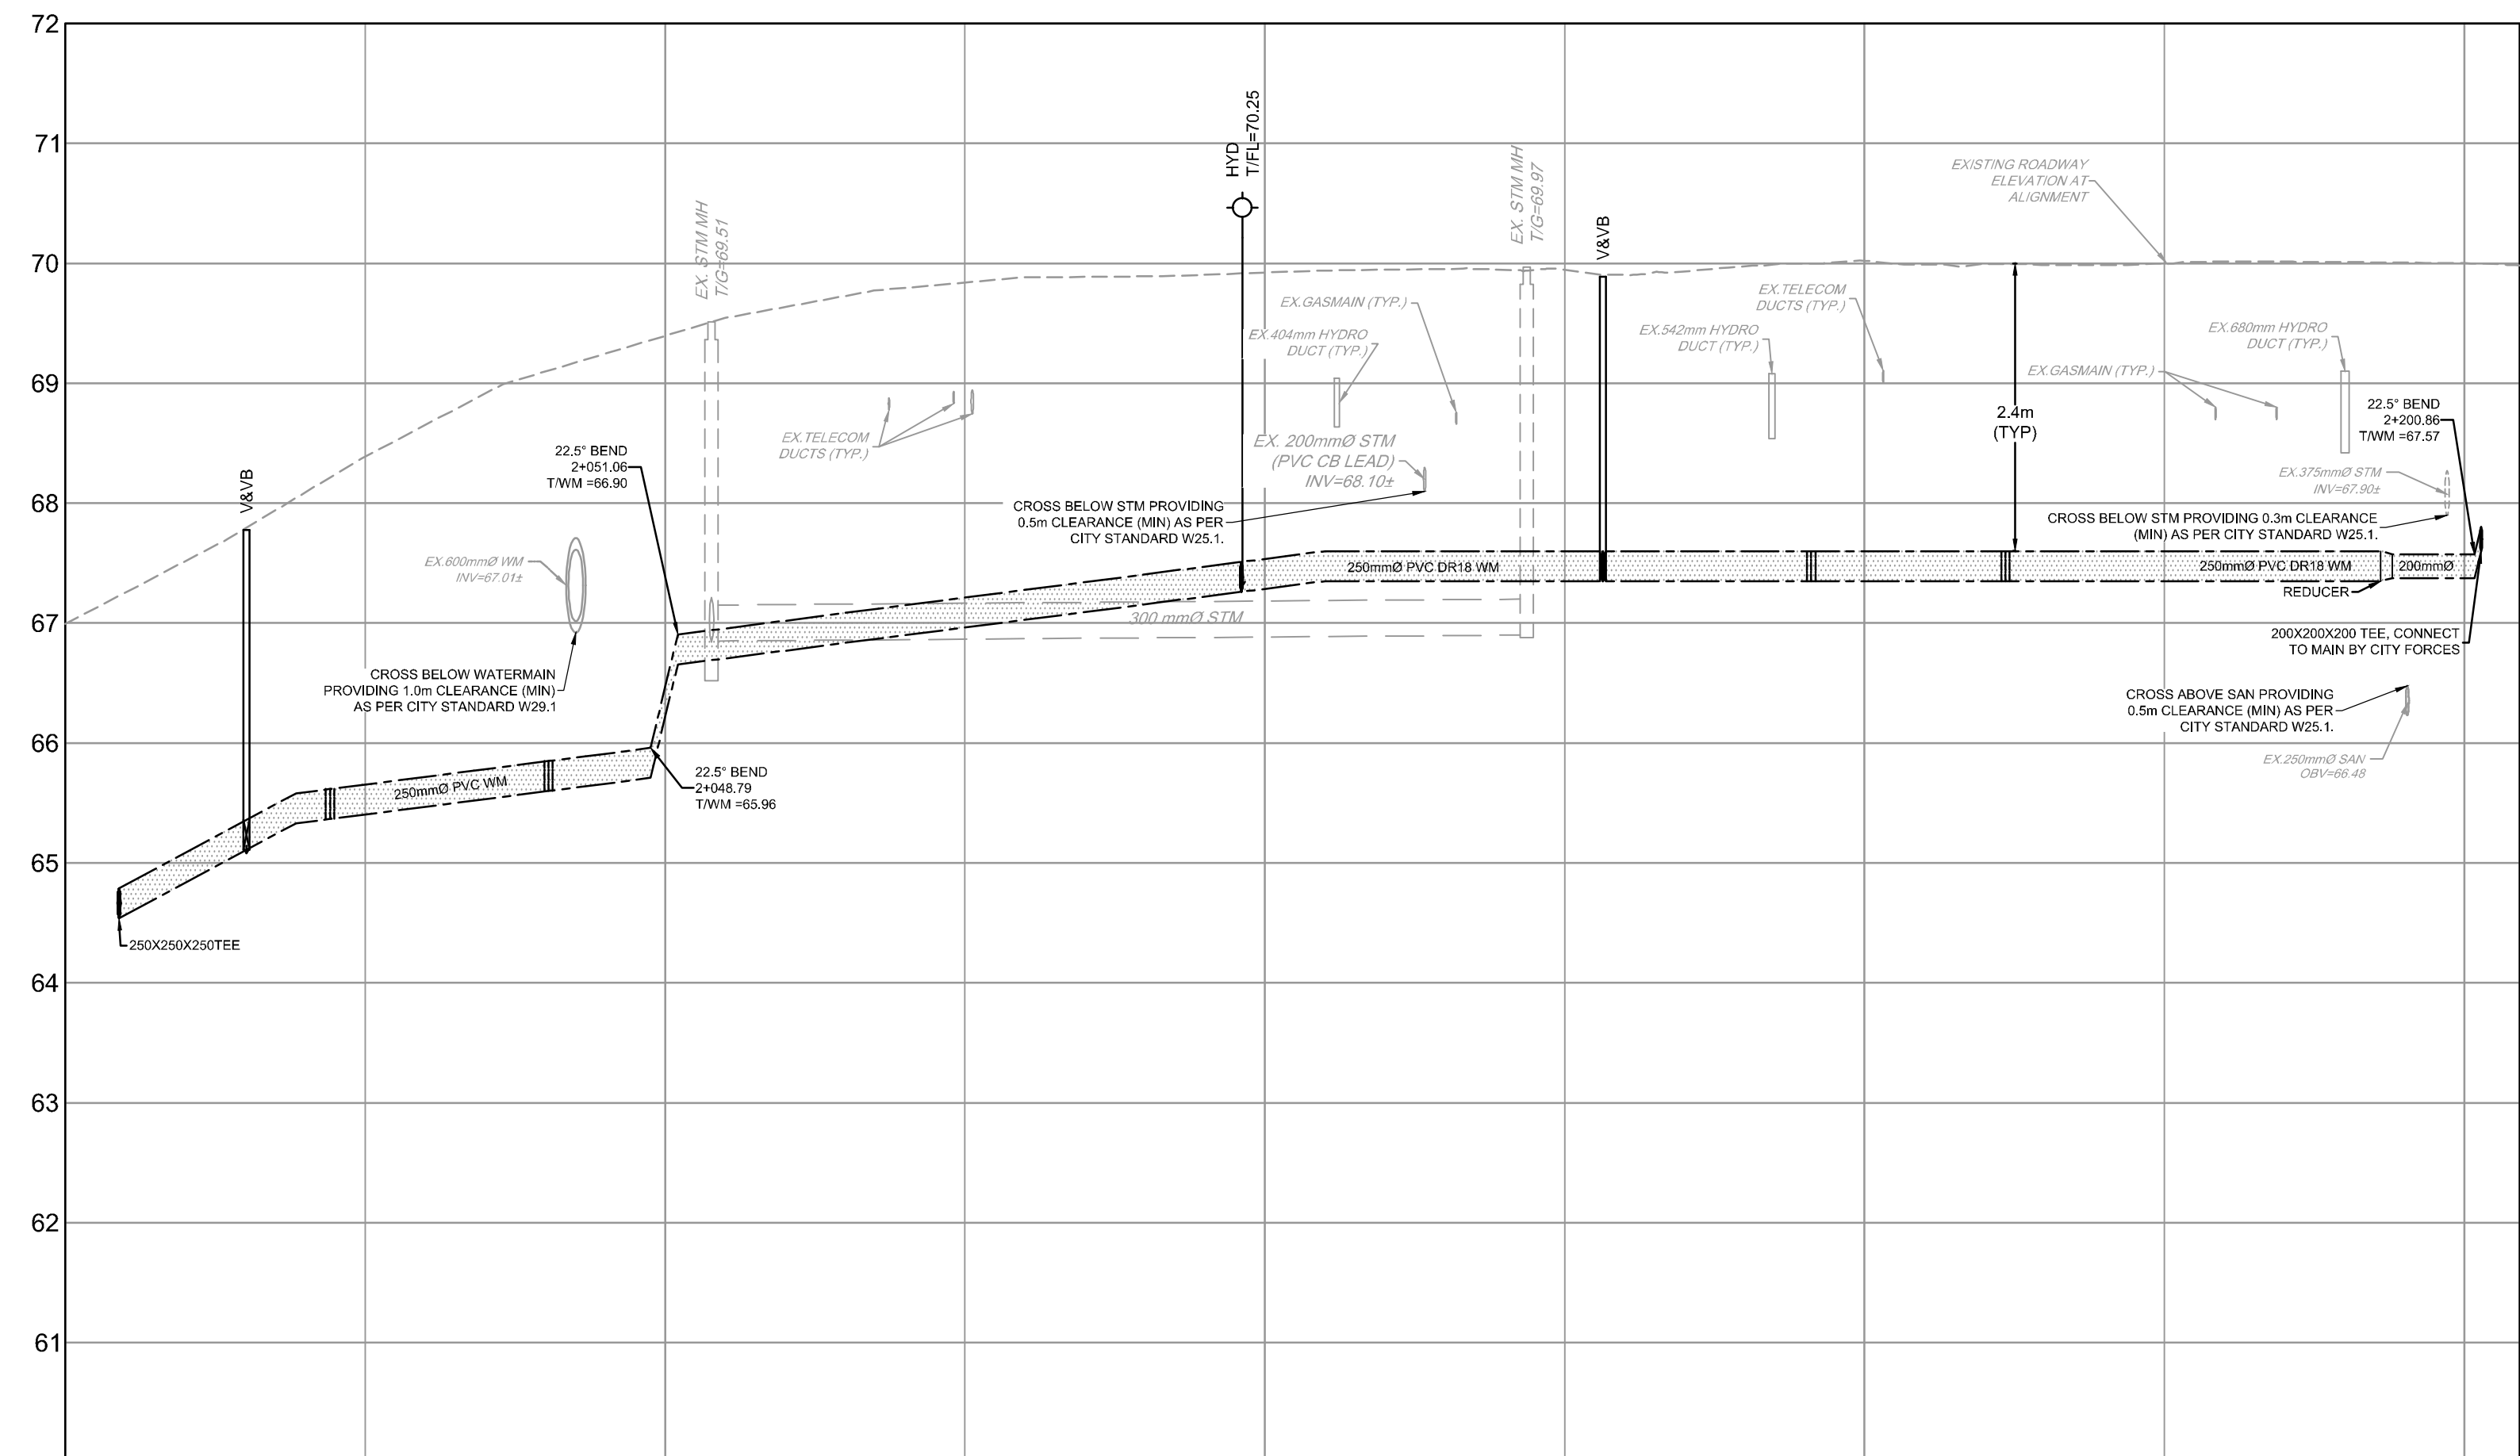 72
71
70
69
68
67
66
65
64
63
62
61
V&VB
250X250X250TEE
250mmØ PVC WM
EX.600mmØ WM
INV=67.01±
CROSS BELOW WATERMAIN
PROVIDING 1.0m CLEARANCE (MIN)
AS PER CITY STANDARD W29.1
22.5° BEND
2+051.06
T/WM =66.90
22.5° BEND
2+048.79
T/WM =65.96
EX. STM MH
T/G=69.51
EX.TELECOM
DUCTS (TYP.)
300 mmØ STM
HYD
T/FL=70.25
CROSS BELOW STM PROVIDING
0.5m CLEARANCE (MIN) AS PER
CITY STANDARD W25.1.
EX.GASMAIN (TYP.)
EX.404mm HYDRO
DUCT (TYP.)
EX. 200mmØ STM
(PVC CB LEAD)
INV=68.10±
250mmØ PVC DR18 WM
EX. STM MH
T/G=69.97
V&VB
EX.542mm HYDRO
DUCT (TYP.)
EX.TELECOM
DUCTS (TYP.)
EXISTING ROADWAY
ELEVATION AT
ALIGNMENT
2.4m
(TYP)
EX.GASMAIN (TYP.)
EX.680mm HYDRO
DUCT (TYP.)
22.5° BEND
2+200.86
T/WM =67.57
EX.375mmØ STM
INV=67.90±
CROSS BELOW STM PROVIDING 0.3m CLEARANCE
(MIN) AS PER CITY STANDARD W25.1.
250mmØ PVC DR18 WM
200mmØ
REDUCER
200X200X200 TEE, CONNECT
TO MAIN BY CITY FORCES
CROSS ABOVE SAN PROVIDING
0.5m CLEARANCE (MIN) AS PER
CITY STANDARD W25.1.
EX.250mmØ SAN
OBV=66.48